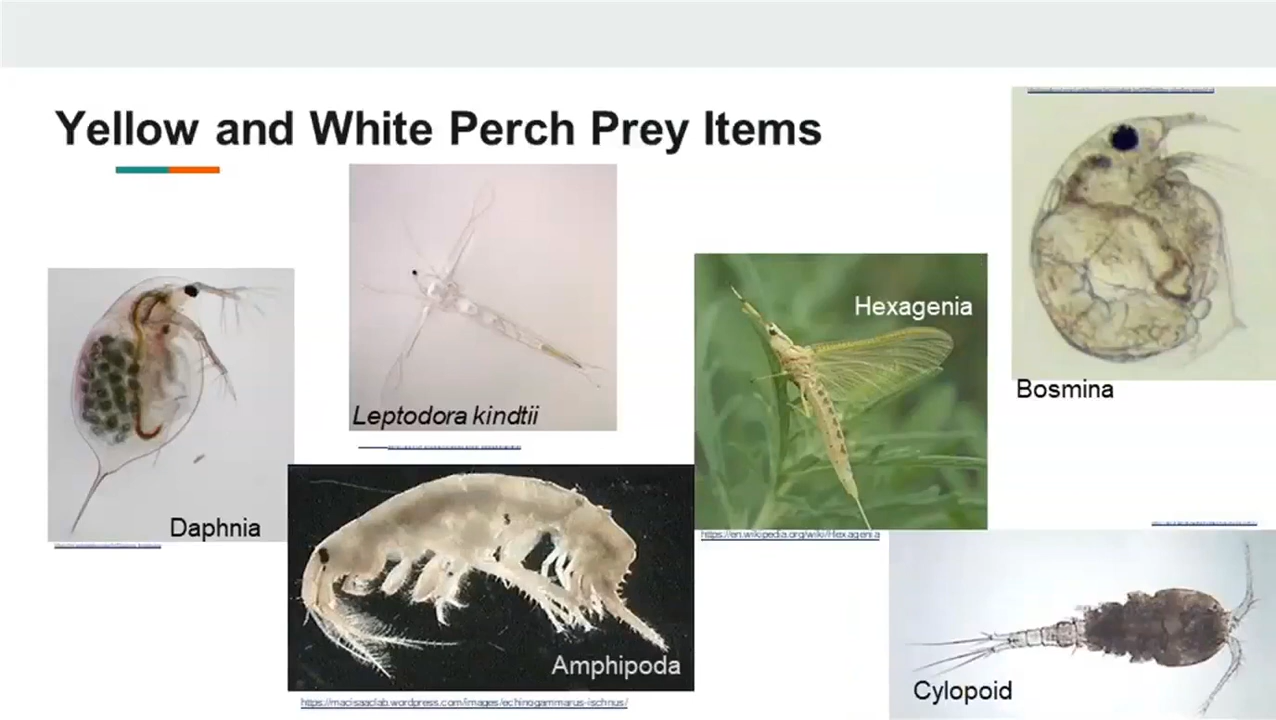 Yellow and White Perch Prey Items
Leptodora kindtii
Hexagenia
Bosmina
Daphnia
https://en.wikipedia.org/wiki/Hexagenia
Amphipoda
https://macisaaclab.wordpress.com/images/echinogammarus-ischnus/
Cylopoid